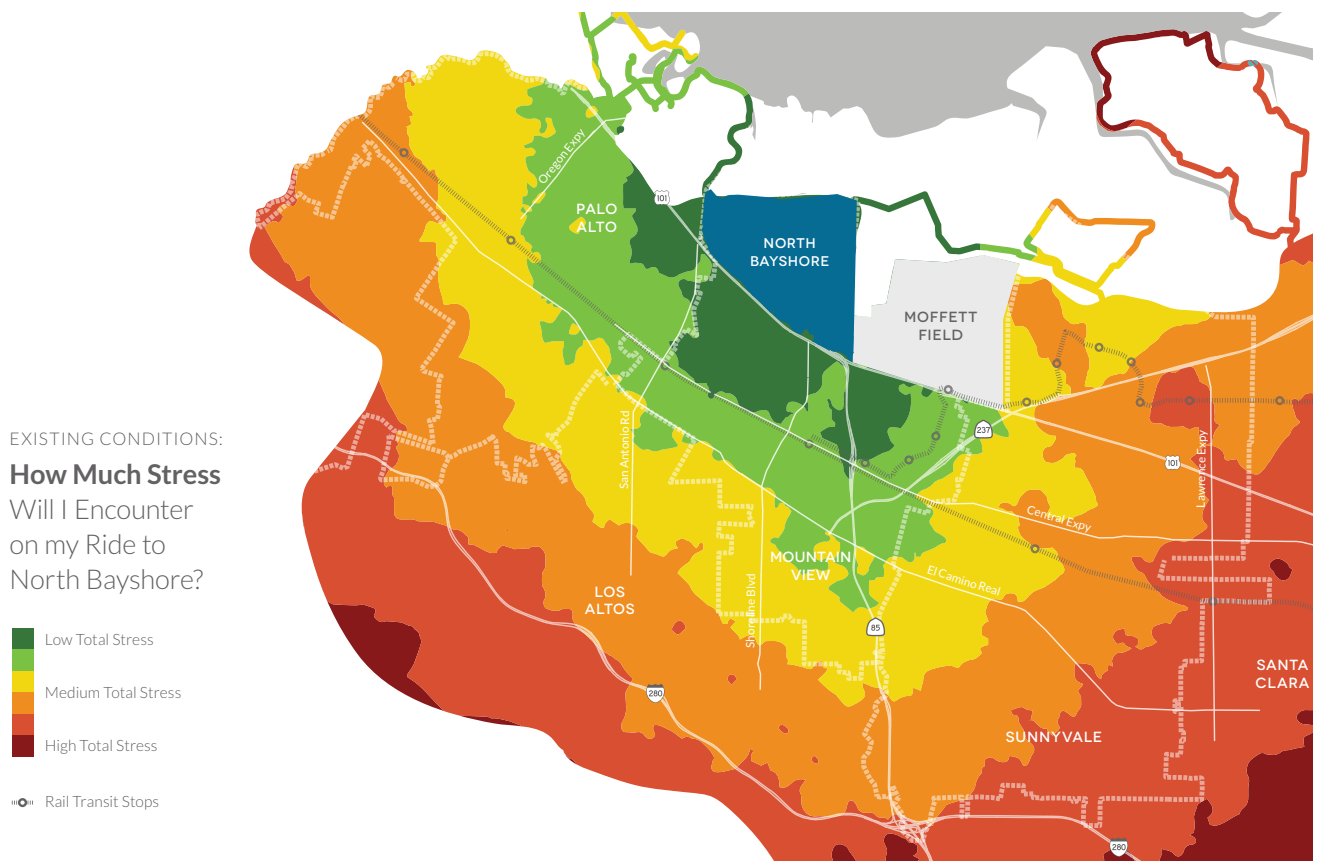 EXISTING CONDITIONS:
How Much Stress
Will I Encounter
on my Ride to
North Bayshore?
Low Total Stress
Medium Total Stress
High Total Stress
Rail Transit Stops
Oregon Expy
101
PALO
ALTO
NORTH
BAYSHORE
MOFFETT
FIELD
237
101
Lawrence Expy
San Antonio Rd
Central Expy
MOUNTAIN
VIEW
El Camino Real
LOS
ALTOS
Shoreline Blvd
85
280
SANTA
CLARA
SUNNYVALE
280